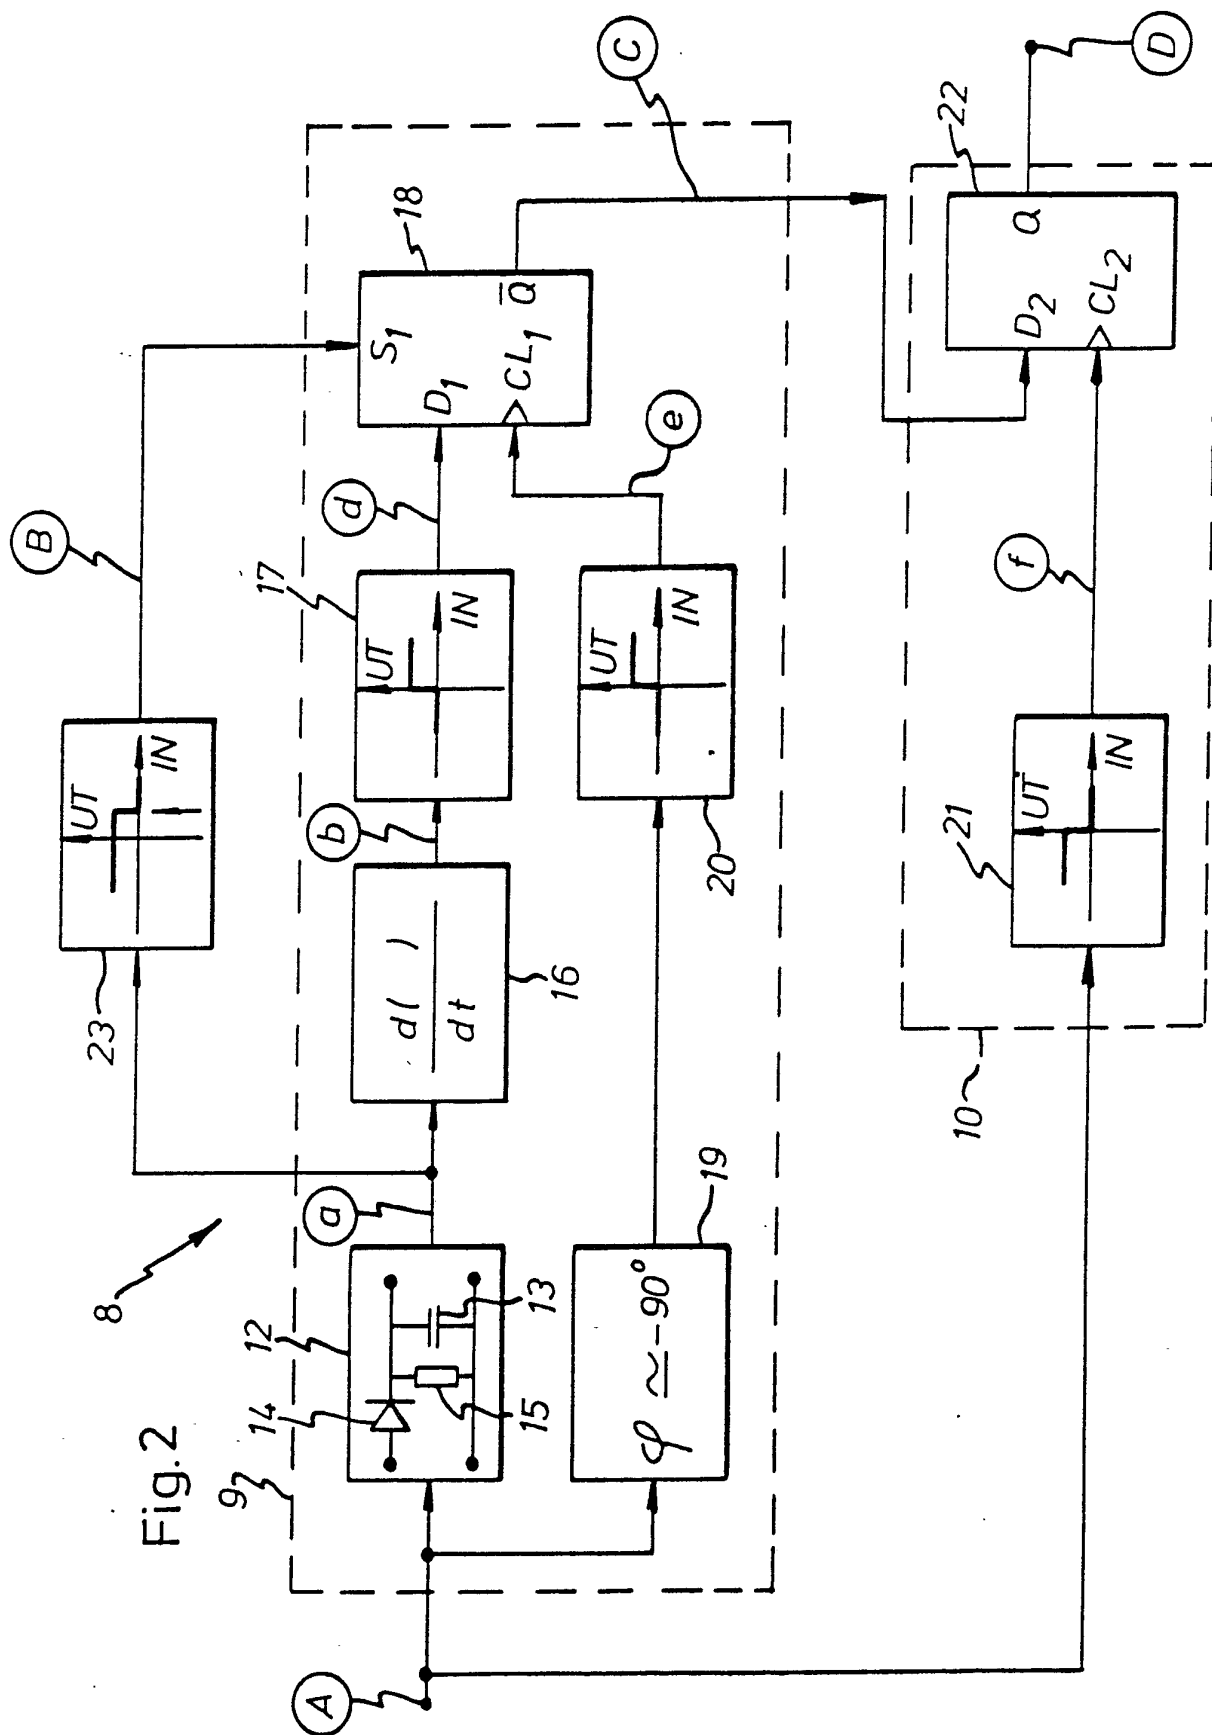 Fig.2
8
A
9
12
14
15
13
a
φ ≃ -90°
19
23
UT
IN
B
d( )
dt
16
b
17
UT
IN
d
20
UT
IN
e
18
S1
D1
CL1
Q̅
C
10
21
UT
IN
f
22
D2
CL2
Q
D